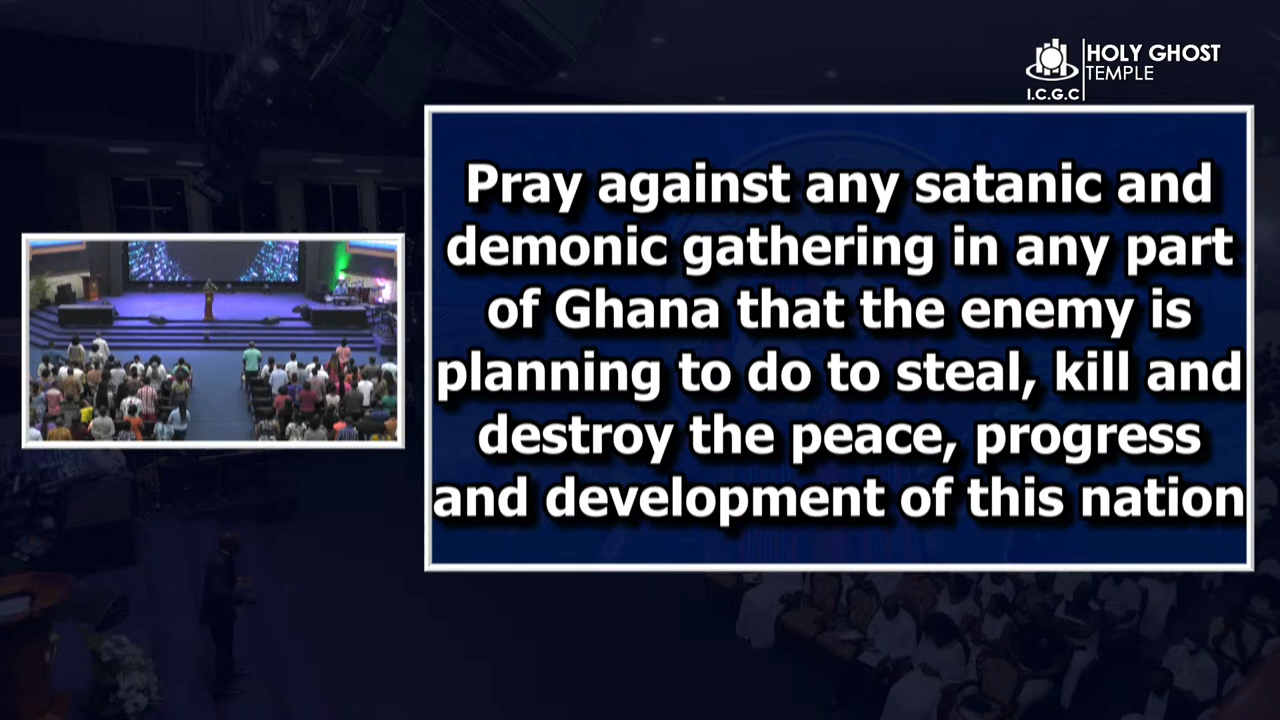 HOLY GHOST
TEMPLE
I.C.G.C
Pray against any satanic and
demonic gathering in any part
of Ghana that the enemy is
planning to do to steal, kill and
destroy the peace, progress
and development of this nation